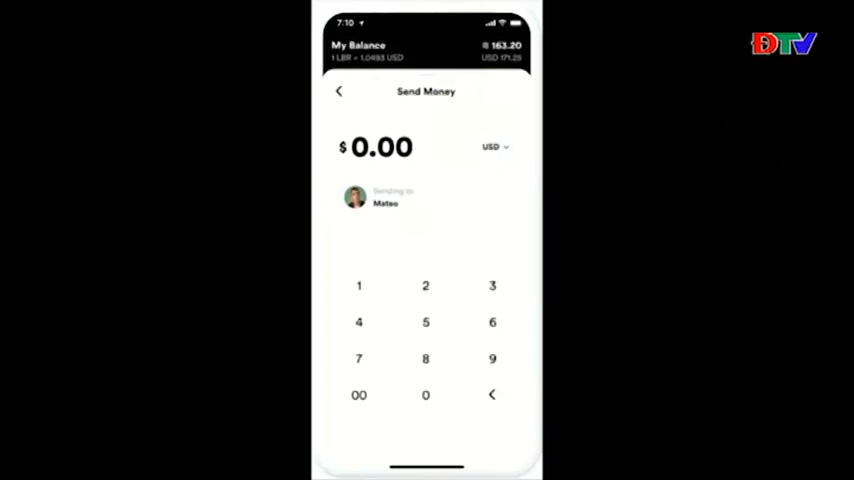 7:10
ĐTV
My Balance
≋ 163.20
1 LBR = 1.0493 USD
USD 171.25
Send Money
$ 0.00
USD
Sending to
Mateo
1 2 3
4 5 6
7 8 9
00 0